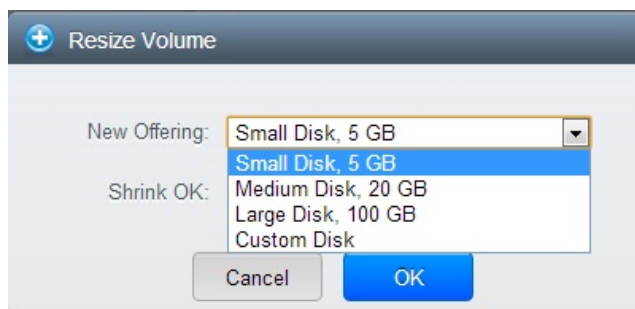 Resize Volume
New Offering: Small Disk, 5 GB
Small Disk, 5 GB
Shrink OK: Medium Disk, 20 GB
Large Disk, 100 GB
Custom Disk
Cancel OK